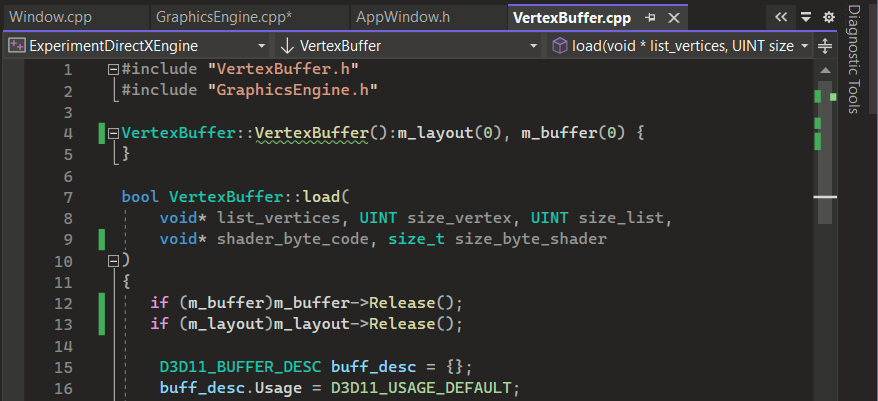 Window.cpp GraphicsEngine.cpp* AppWindow.h VertexBuffer.cpp
ExperimentDirectXEngine VertexBuffer load(void * list_vertices, UINT size
Diagnostic Tools
1 #include "VertexBuffer.h"
2 #include "GraphicsEngine.h"
3
4 VertexBuffer::VertexBuffer():m_layout(0), m_buffer(0) {
5 }
6
7 bool VertexBuffer::load(
8 void* list_vertices, UINT size_vertex, UINT size_list,
9 void* shader_byte_code, size_t size_byte_shader
10 )
11 {
12 if (m_buffer)m_buffer->Release();
13 if (m_layout)m_layout->Release();
14
15 D3D11_BUFFER_DESC buff_desc = {};
16 buff_desc.Usage = D3D11_USAGE_DEFAULT;